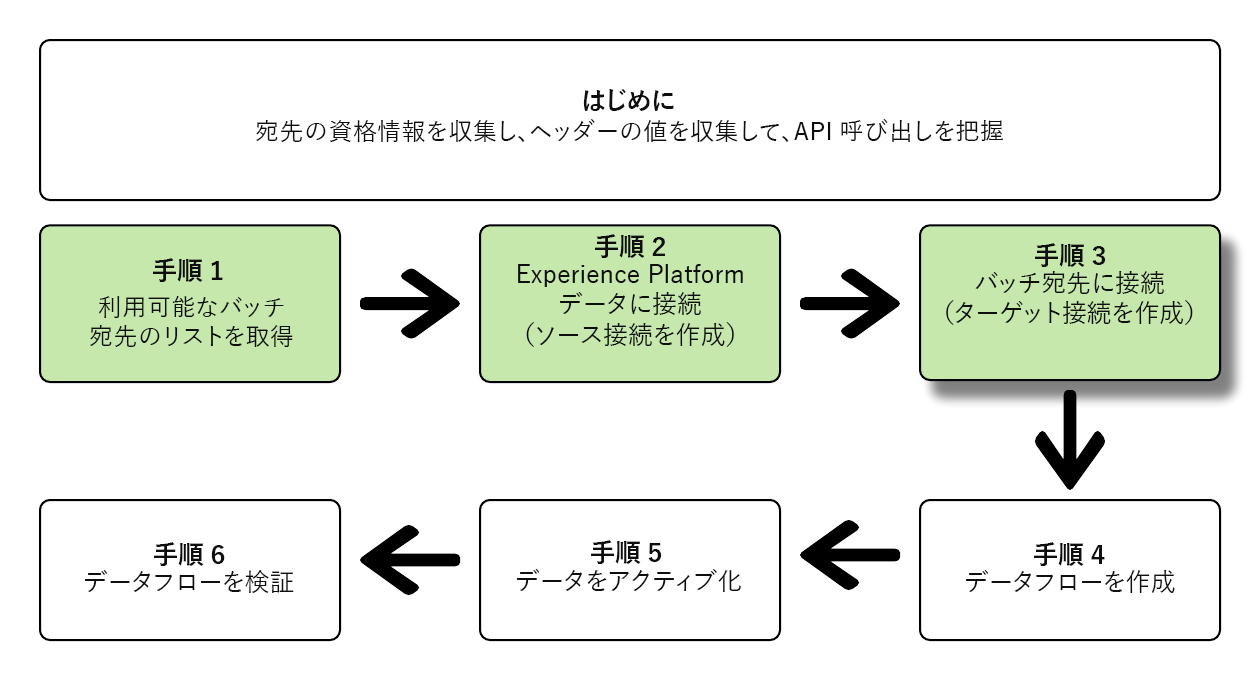 はじめに
宛先の資格情報を収集し、ヘッダーの値を収集して、API 呼び出しを把握
手順 1
利用可能なバッチ
宛先のリストを取得
手順 2
Experience Platform
データに接続
（ソース接続を作成）
手順 3
バッチ宛先に接続
（ターゲット接続を作成）
手順 4
データフローを作成
手順 5
データをアクティブ化
手順 6
データフローを検証